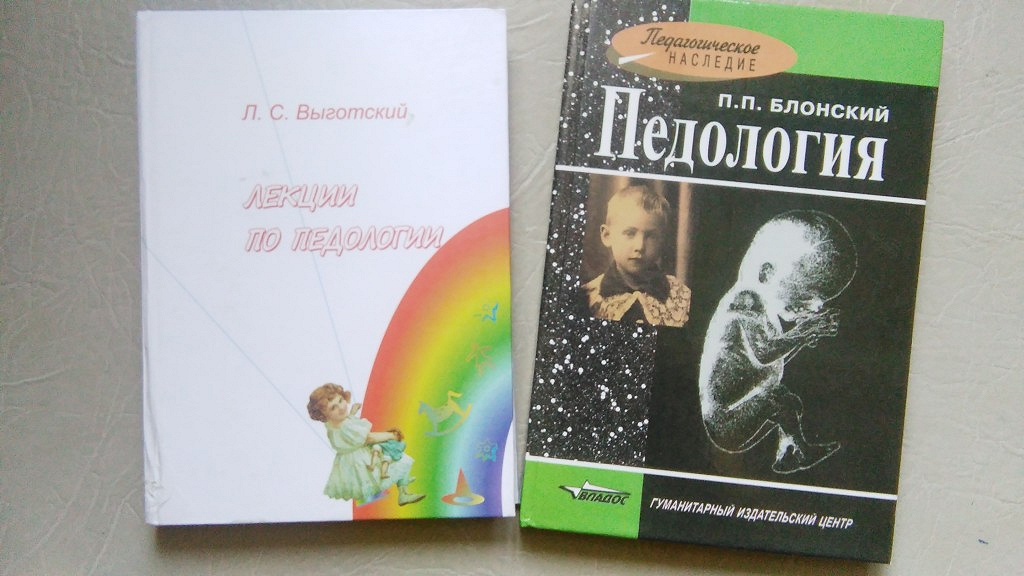 Л. С. Выготский
ЛЕКЦИИ
ПО ПЕДОЛОГИИ
Педагогическое
НАСЛЕДИЕ
П.П. БЛОНСКИЙ
Педология
ВЛАДОС
ГУМАНИТАРНЫЙ ИЗДАТЕЛЬСКИЙ ЦЕНТР